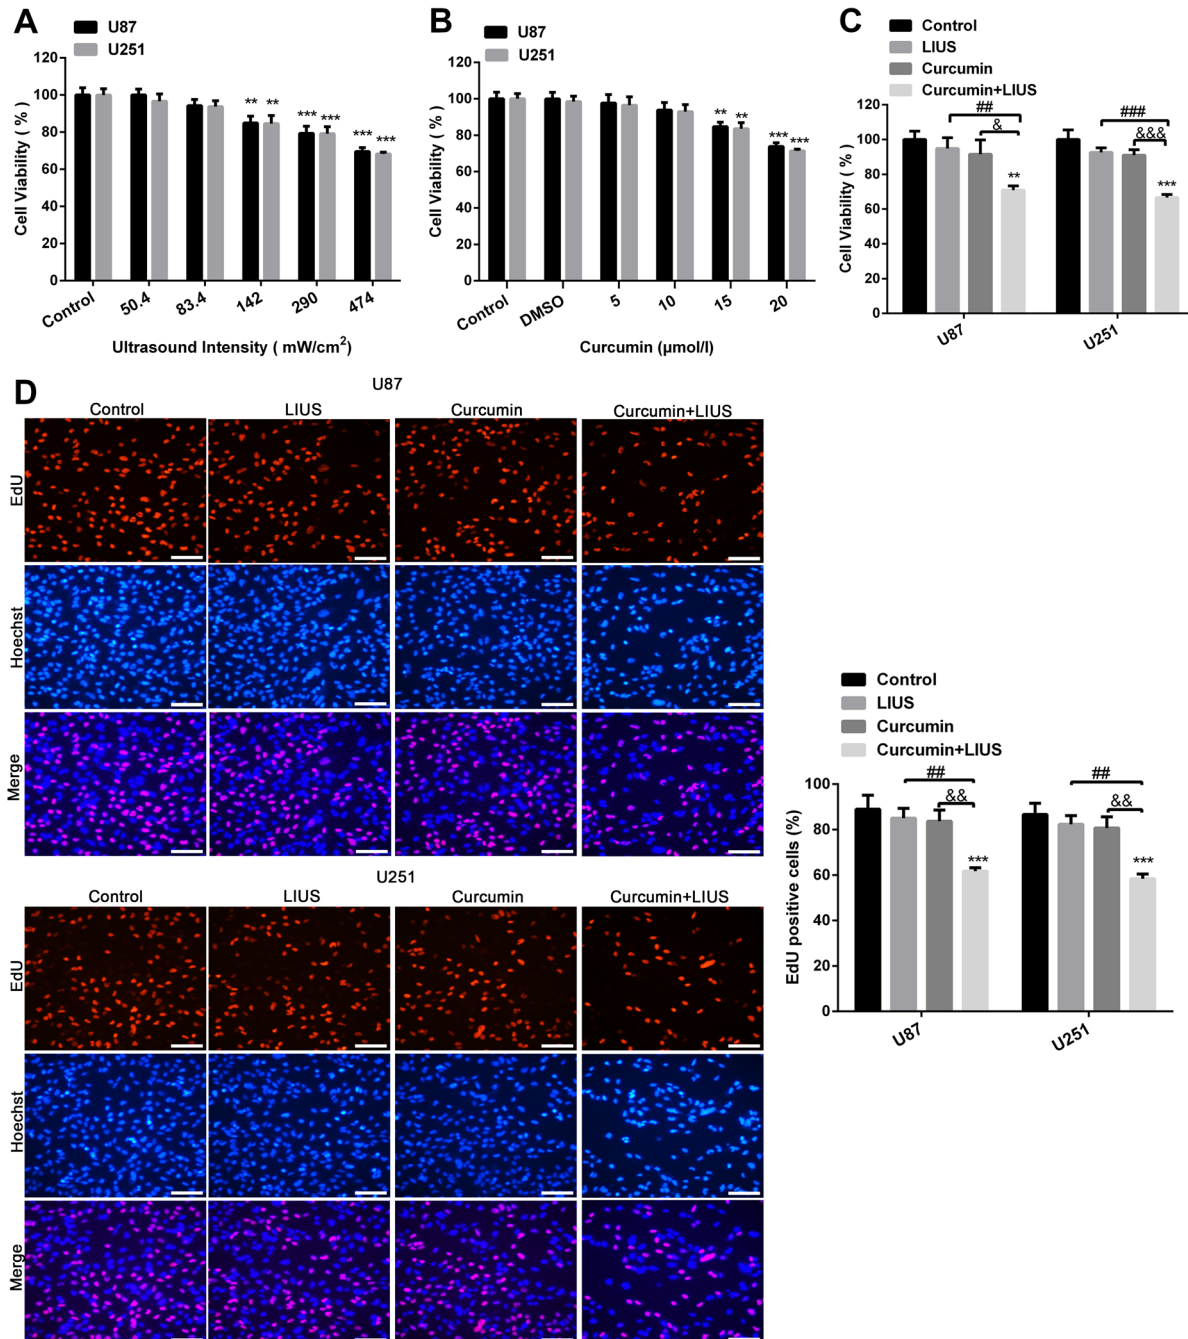 A
U87
U251
120
100
80
60
40
20
0
Cell Viability ( % )
** ** *** *** *** ***
Control 50.4 83.4 142 290 474
Ultrasound Intensity ( mW/cm²)
B
U87
U251
120
100
80
60
40
20
0
Cell Viability ( % )
** ** *** ***
Control DMSO 5 10 15 20
Curcumin (μmol/l)
C
Control
LIUS
Curcumin
Curcumin+LIUS
120
100
80
60
40
20
0
Cell Viability ( % )
## ###
& &&&
** ***
U87 U251
D
U87
Control LIUS Curcumin Curcumin+LIUS
EdU
Hoechst
Merge
U251
Control LIUS Curcumin Curcumin+LIUS
EdU
Hoechst
Merge
Control
LIUS
Curcumin
Curcumin+LIUS
100
80
60
40
20
0
EdU positive cells (%)
## ##
&& &&
*** ***
U87 U251